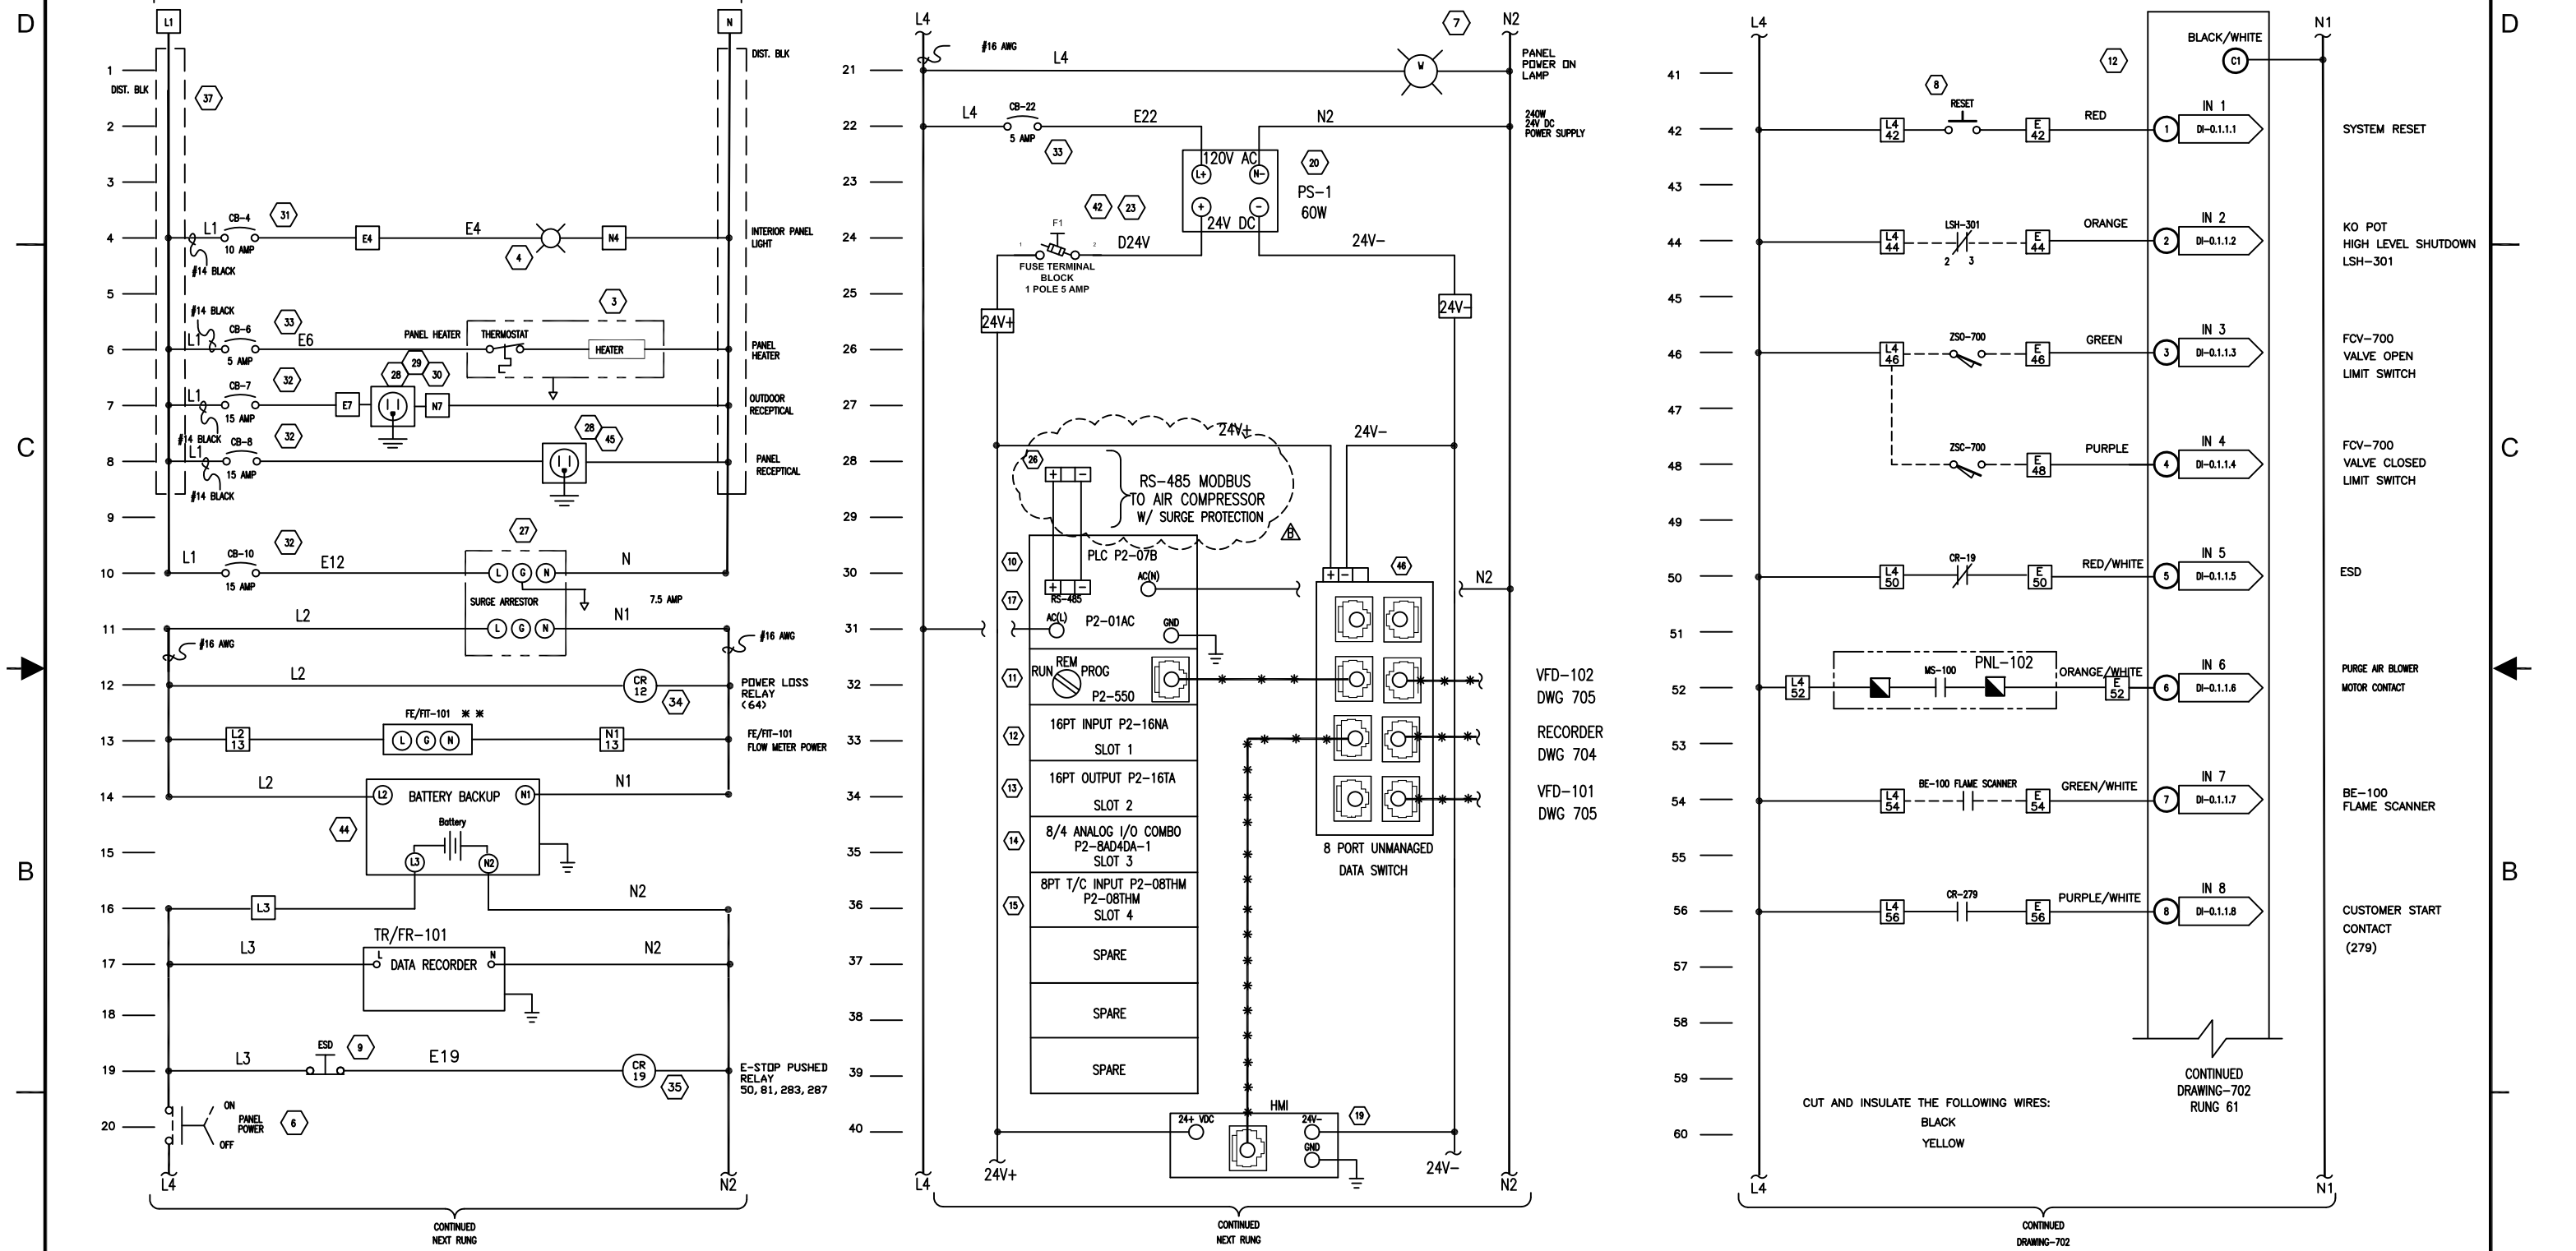 D
L1
N
DIST. BLK
1
DIST. BLK
37
2
3
4
L1
CB-4
10 AMP
31
#14 BLACK
E4
E4
4
N4
INTERIOR PANEL
LIGHT
5
#14 BLACK
6
L1
CB-6
5 AMP
33
E6
PANEL HEATER
THERMOSTAT
HEATER
3
PANEL
HEATER
7
L1
CB-7
15 AMP
32
#14 BLACK
E7
28
29
30
N7
OUTDOOR
RECEPTICAL
C
8
L1
CB-8
15 AMP
32
#14 BLACK
28
45
PANEL
RECEPTICAL
9
10
L1
CB-10
15 AMP
32
E12
27
L
G
N
N
SURGE ARRESTOR
7.5 AMP
11
L2
L
G
N
N1
#16 AWG
#16 AWG
12
L2
CR
12
34
POWER LOSS
RELAY
(64)
13
L2
13
FE/FIT-101 * *
L
G
N
N1
13
FE/FIT-101
FLOW METER POWER
14
L2
L2
BATTERY BACKUP
N1
N1
44
Battery
L3
N2
15
B
16
L3
N2
17
L3
TR/FR-101
L
DATA RECORDER
N
N2
18
19
L3
ESD
9
E19
CR
19
35
E-STOP PUSHED
RELAY
50,81,283,287
20
ON
PANEL
POWER
OFF
6
L4
N2
CONTINUED
NEXT RUNG
L4
#16 AWG
7
N2
21
L4
W
PANEL
POWER ON
LAMP
22
L4
CB-22
5 AMP
33
E22
N2
240W
24V DC
POWER SUPPLY
23
120V AC
L+
N-
+
-
24V DC
20
PS-1
60W
24
42
23
F1
1
2
D24V
24V-
FUSE TERMINAL
BLOCK
1 POLE 5 AMP
25
24V+
24V-
26
27
24V+
24V-
28
26
+
-
RS-485 MODBUS
TO AIR COMPRESSOR
W/ SURGE PROTECTION
B
29
30
10
PLC P2-07B
+
-
RS-485
AC(N)
+
-
46
N2
17
31
AC(L)
P2-01AC
GND
32
11
RUN
REM
PROG
P2-550
VFD-102
DWG 705
33
12
16PT INPUT P2-16NA
SLOT 1
RECORDER
DWG 704
34
13
16PT OUTPUT P2-16TA
SLOT 2
VFD-101
DWG 705
35
14
8/4 ANALOG I/O COMBO
P2-8AD4DA-1
SLOT 3
8 PORT UNMANAGED
DATA SWITCH
36
15
8PT T/C INPUT P2-08THM
P2-08THM
SLOT 4
37
SPARE
38
SPARE
39
SPARE
40
HMI
24+ VDC
24V-
GND
19
24V+
24V-
L4
N2
CONTINUED
NEXT RUNG
L4
N1
D
BLACK/WHITE
C1
12
41
42
L4
42
8
RESET
E
42
RED
1
IN 1
DI-0.1.1.1
SYSTEM RESET
43
44
L4
44
LSH-301
2
3
E
44
ORANGE
2
IN 2
DI-0.1.1.2
KO POT
HIGH LEVEL SHUTDOWN
LSH-301
45
46
L4
46
ZSO-700
E
46
GREEN
3
IN 3
DI-0.1.1.3
FCV-700
VALVE OPEN
LIMIT SWITCH
47
48
ZSC-700
E
48
PURPLE
4
IN 4
DI-0.1.1.4
FCV-700
VALVE CLOSED
LIMIT SWITCH
C
49
50
L4
50
CR-19
E
50
RED/WHITE
5
IN 5
DI-0.1.1.5
ESD
51
52
L4
52
MS-100
PNL-102
ORANGE/WHITE
E
52
6
IN 6
DI-0.1.1.6
PURGE AIR BLOWER
MOTOR CONTACT
53
54
L4
54
BE-100 FLAME SCANNER
E
54
GREEN/WHITE
7
IN 7
DI-0.1.1.7
BE-100
FLAME SCANNER
55
56
L4
56
CR-279
E
56
PURPLE/WHITE
8
IN 8
DI-0.1.1.8
CUSTOMER START
CONTACT
(279)
B
57
58
59
CONTINUED
DRAWING-702
RUNG 61
60
CUT AND INSULATE THE FOLLOWING WIRES:
BLACK
YELLOW
L4
N1
CONTINUED
DRAWING-702